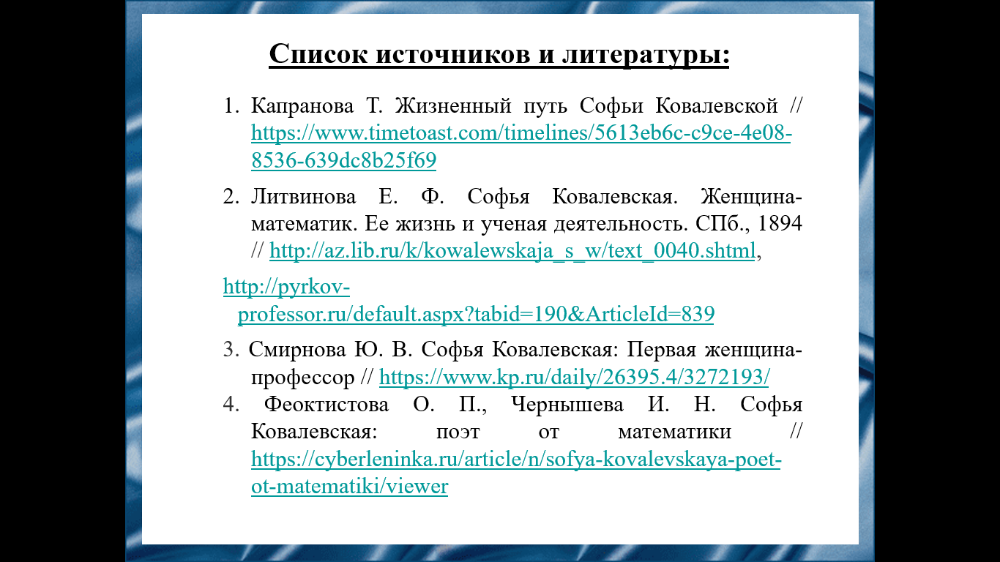 Список источников и литературы:
1. Капранова Т. Жизненный путь Софьи Ковалевской //
https://www.timetoast.com/timelines/5613eb6c-c9ce-4e08-
8536-639dc8b25f69
2. Литвинова Е. Ф. Софья Ковалевская. Женщина-
математик. Ее жизнь и ученая деятельность. СПб., 1894
// http://az.lib.ru/k/kowalewskaja_s_w/text_0040.shtml,
http://pyrkov-
professor.ru/default.aspx?tabid=190&ArticleId=839
3. Смирнова Ю. В. Софья Ковалевская: Первая женщина-
профессор // https://www.kp.ru/daily/26395.4/3272193/
4. Феоктистова О. П., Чернышева И. Н. Софья
Ковалевская: поэт от математики //
https://cyberleninka.ru/article/n/sofya-kovalevskaya-poet-
ot-matematiki/viewer